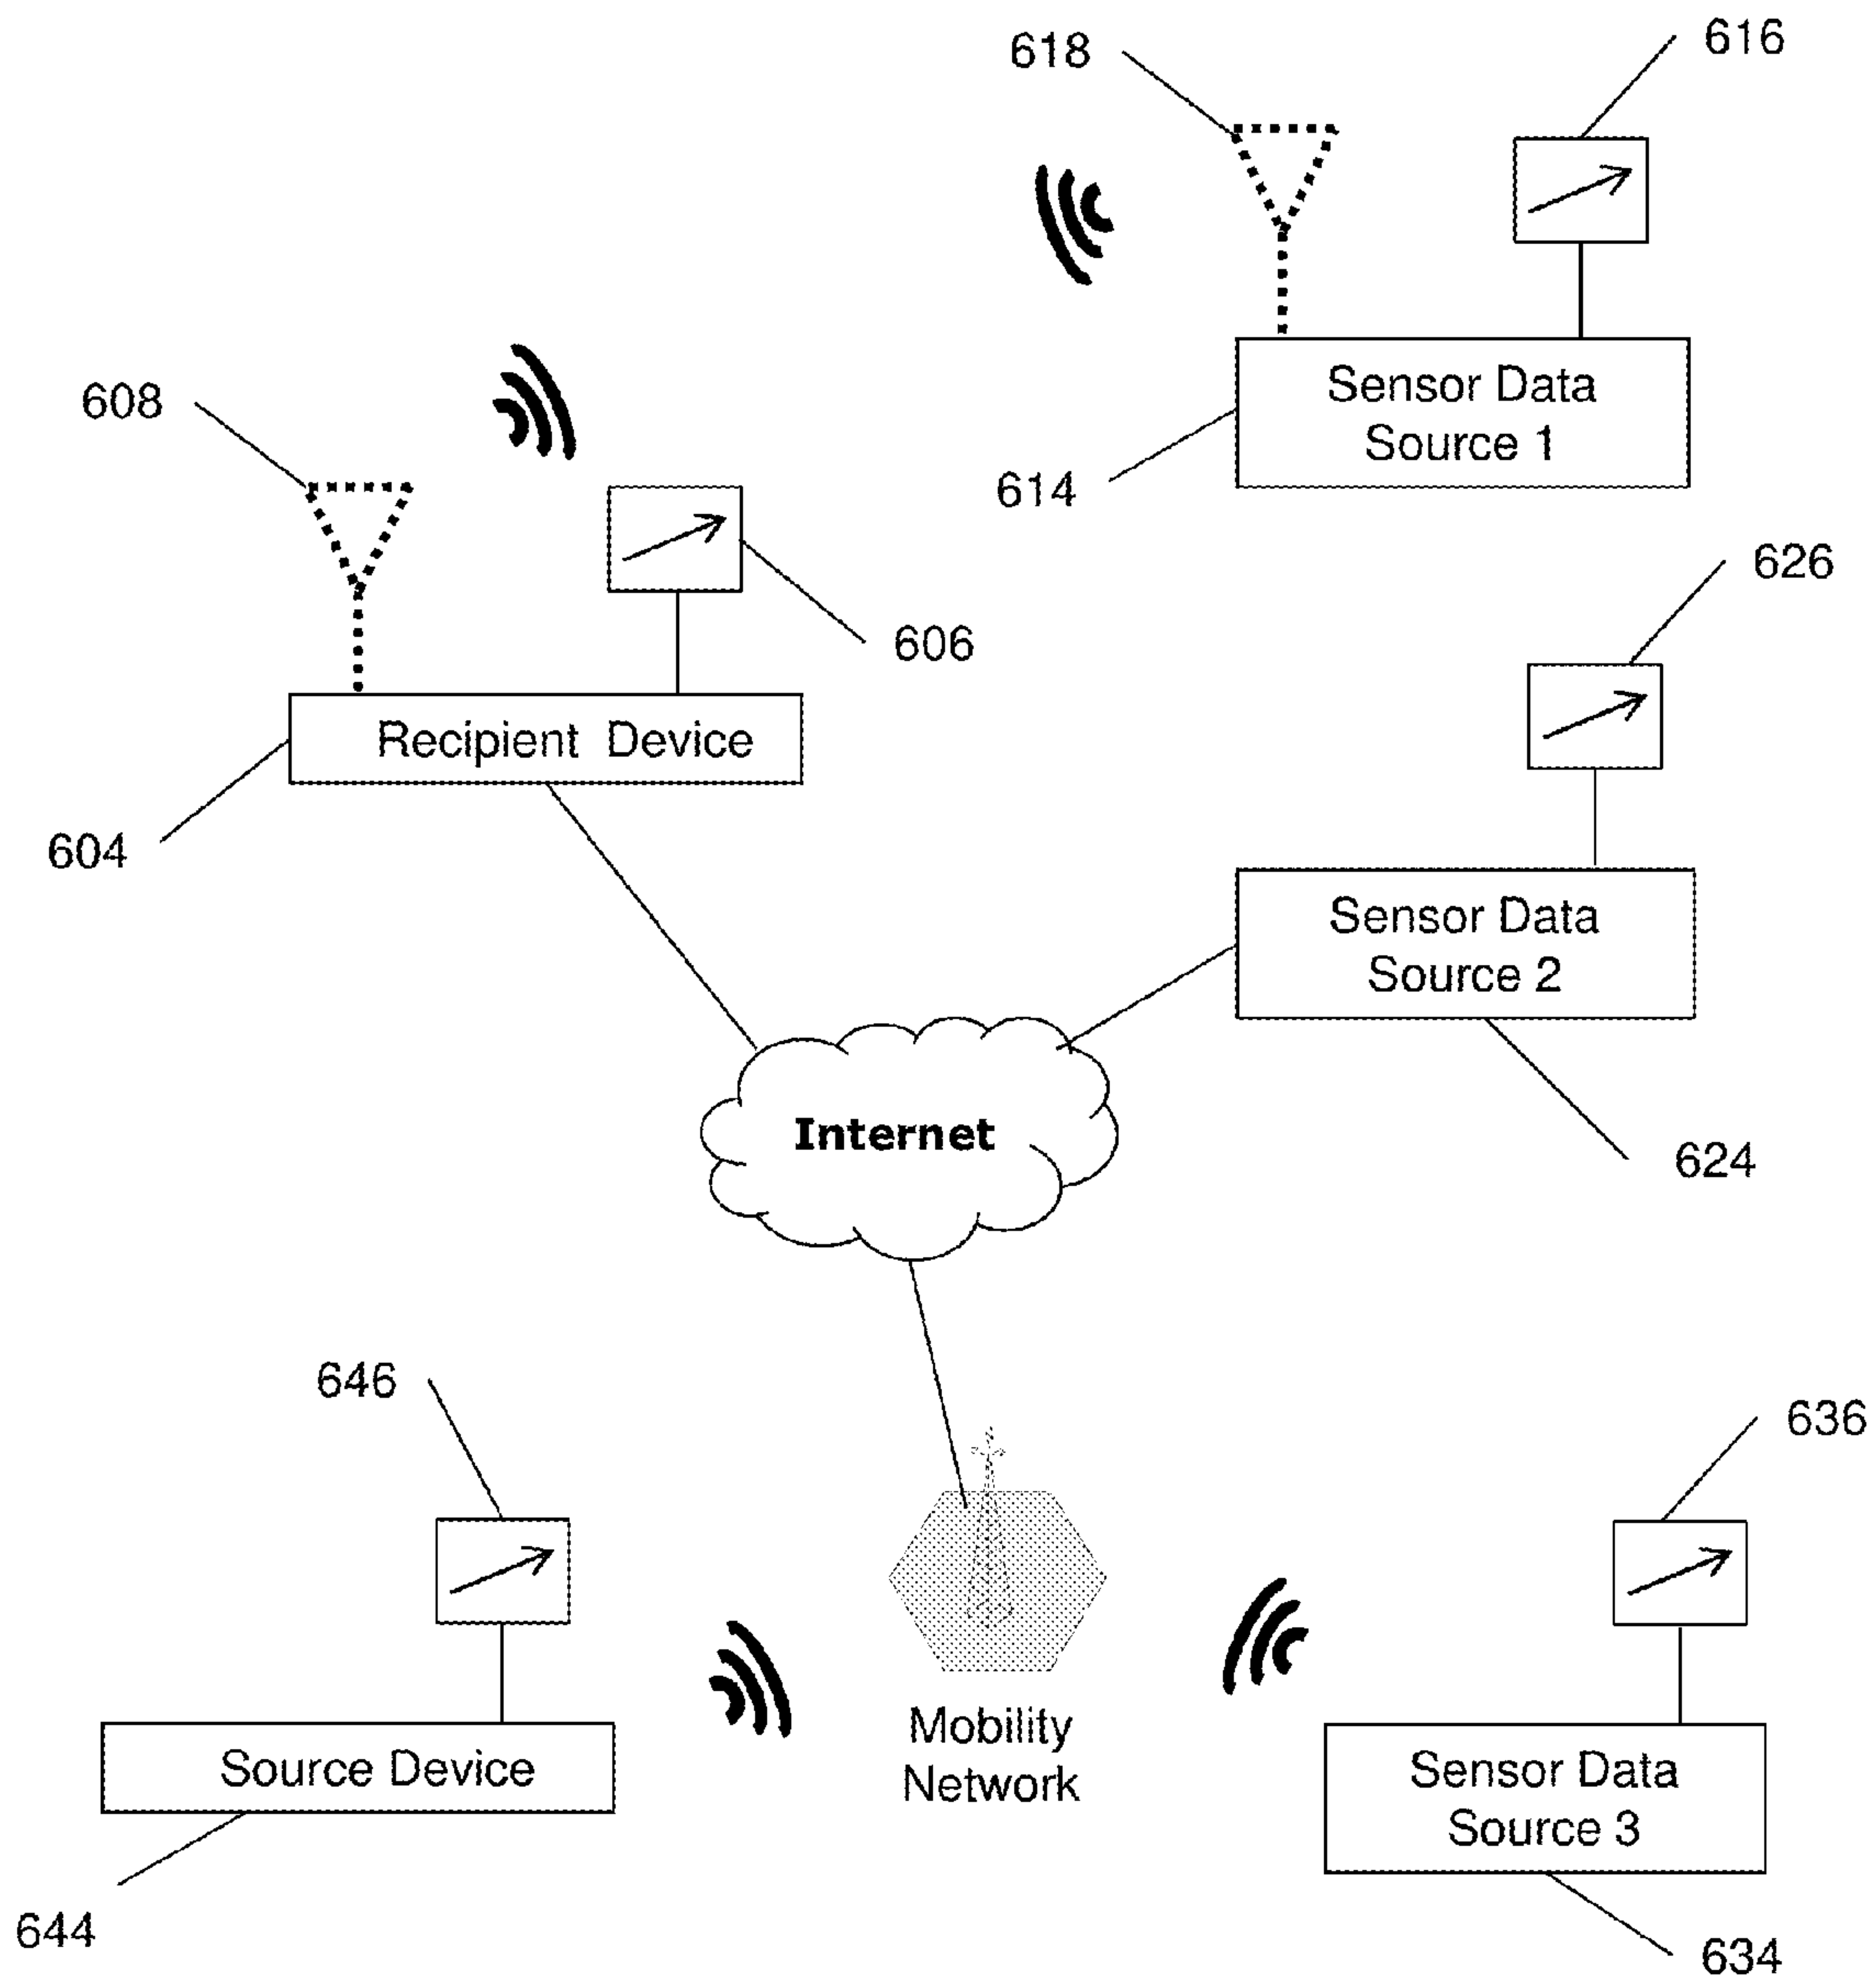 616
618
Sensor Data
Source 1
608
614
626
606
Recipient Device
604
Sensor Data
Source 2
Internet
624
646
636
Mobility
Network
Source Device
Sensor Data
Source 3
644
634